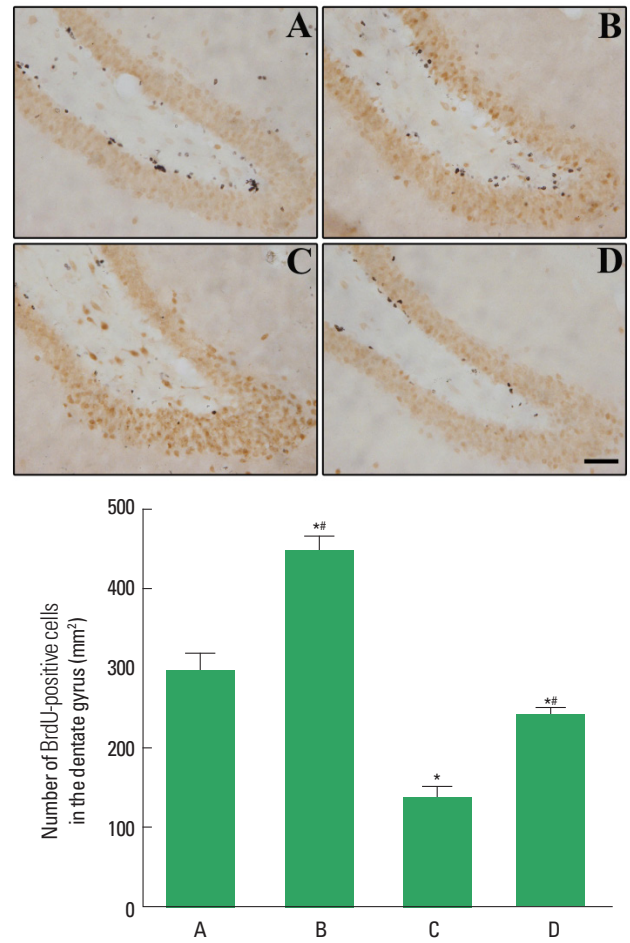 A
B
C
D
Number of BrdU-positive cells
in the dentate gyrus (mm²)
500
400
300
200
100
0
*#
*
*#
A
B
C
D